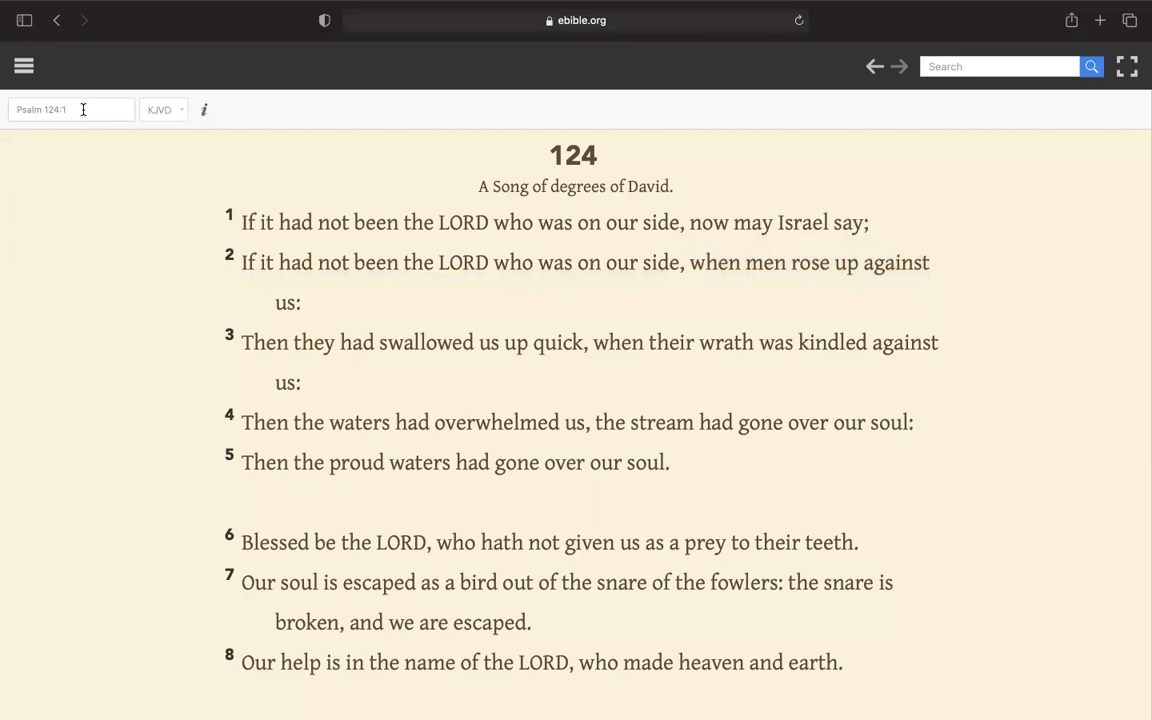 ebible.org
Search
Psalm 124:1 KJVD i
124
A Song of degrees of David.
1 If it had not been the LORD who was on our side, now may Israel say;
2 If it had not been the LORD who was on our side, when men rose up against
us:
3 Then they had swallowed us up quick, when their wrath was kindled against
us:
4 Then the waters had overwhelmed us, the stream had gone over our soul:
5 Then the proud waters had gone over our soul.
6 Blessed be the LORD, who hath not given us as a prey to their teeth.
7 Our soul is escaped as a bird out of the snare of the fowlers: the snare is
broken, and we are escaped.
8 Our help is in the name of the LORD, who made heaven and earth.